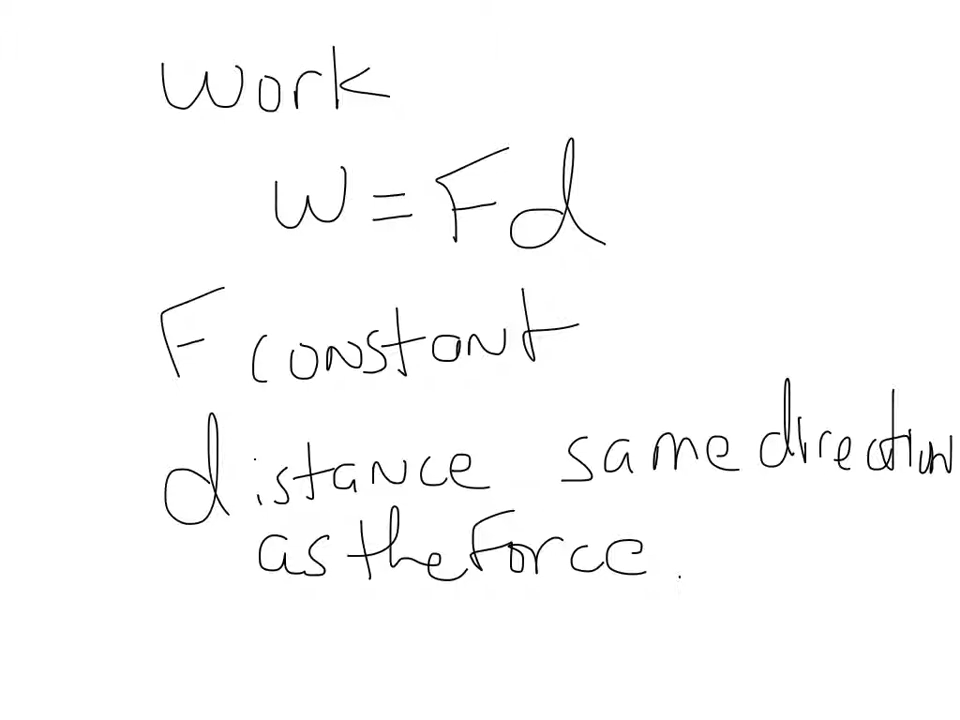 Work
W = Fd
F constant
distance same direction
as the Force.